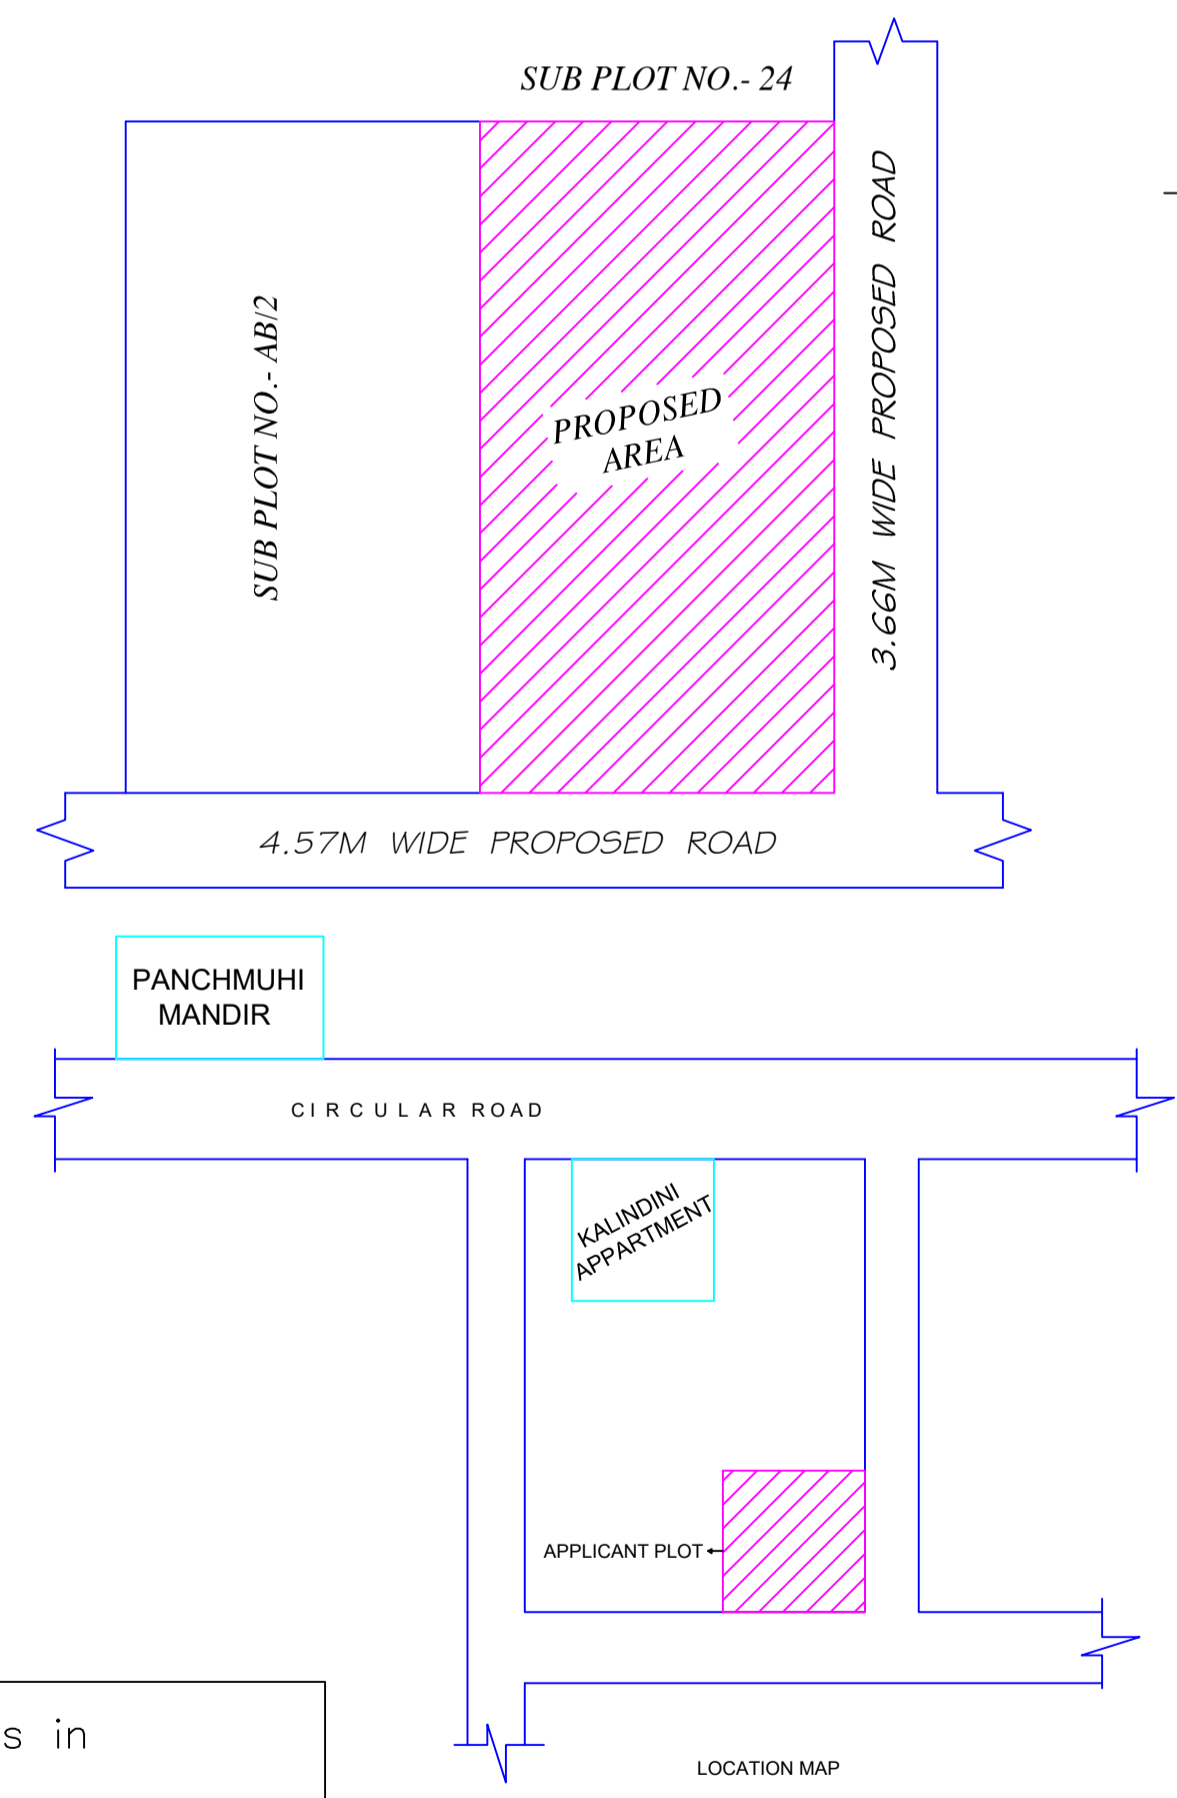 SUB PLOT NO.- 24
SUB PLOT NO.- AB/2
PROPOSED
AREA
3.66M WIDE PROPOSED ROAD
4.57M WIDE PROPOSED ROAD
PANCHMUHI
MANDIR
CIRCULAR ROAD
KALINDINI
APPARTMENT
APPLICANT PLOT
s in
LOCATION MAP